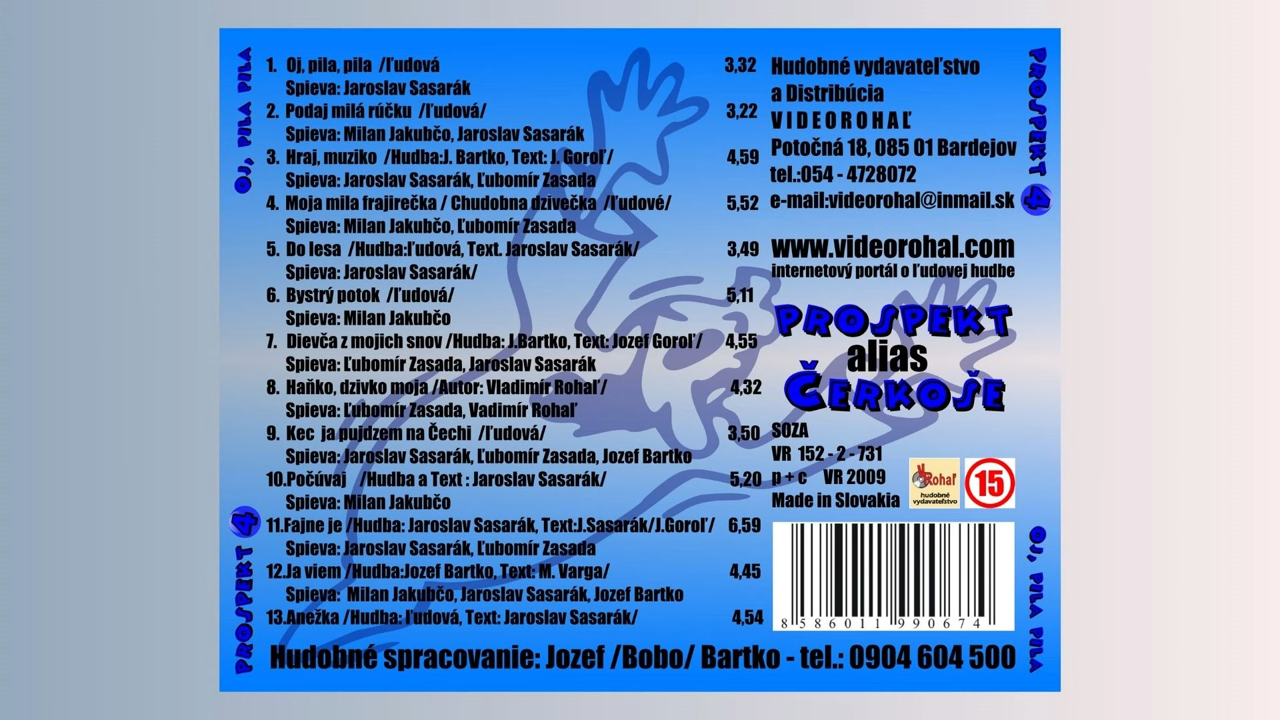 OJ, PILA PILA
PROSPEKT 4
1. Oj, pila, pila /ľudová 3,32
Spieva: Jaroslav Sasarák
2. Podaj milá rúčku /ľudová/ 3,22
Spieva: Milan Jakubčo, Jaroslav Sasarák
3. Hraj, muziko /Hudba:J. Bartko, Text: J. Goroľ/ 4,59
Spieva: Jaroslav Sasarák, Ľubomír Zasada
4. Moja mila frajirečka / Chudobna dzivečka /ľudové/ 5,52
Spieva: Milan Jakubčo, Ľubomír Zasada
5. Do lesa /Hudba:ľudová, Text. Jaroslav Sasarák/ 3,49
Spieva: Jaroslav Sasarák/
6. Bystrý potok /ľudová/ 5,11
Spieva: Milan Jakubčo
7. Dievča z mojich snov /Hudba: J.Bartko, Text: Jozef Goroľ/ 4,55
Spieva: Ľubomír Zasada, Jaroslav Sasarák
8. Haňko, dzivko moja /Autor: Vladimír Rohaľ/ 4,32
Spieva: Ľubomír Zasada, Vadimír Rohaľ
9. Kec ja pujdzem na Čechi /ľudová/ 3,50
Spieva: Jaroslav Sasarák, Ľubomír Zasada, Jozef Bartko
10.Počúvaj /Hudba a Text : Jaroslav Sasarák/ 5,20
Spieva: Milan Jakubčo
11.Fajne je /Hudba: Jaroslav Sasarák, Text:J.Sasarák/J.Goroľ/ 6,59
Spieva: Jaroslav Sasarák, Ľubomír Zasada
12.Ja viem /Hudba:Jozef Bartko, Text: M. Varga/ 4,45
Spieva: Milan Jakubčo, Jaroslav Sasarák, Jozef Bartko
13.Anežka /Hudba: ľudová, Text: Jaroslav Sasarák/ 4,54
Hudobné vydavateľstvo
a Distribúcia
VIDEOROHAĽ
Potočná 18, 085 01 Bardejov
tel.:054 - 4728072
e-mail:videorohal@inmail.sk
www.videorohal.com
internetový portál o ľudovej hudbe
PROSPEKT
alias
ČERKOŠE
SOZA
VR 152 - 2 - 731
p + c VR 2009
Made in Slovakia
VRohaľ
hudobné
vydavateľstvo
15
8586011990674
Hudobné spracovanie: Jozef /Bobo/ Bartko - tel.: 0904 604 500
PROSPEKT 4
OJ, PILA PILA